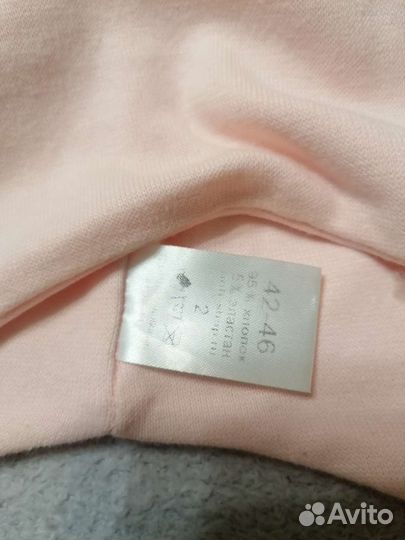 42-46
95% хлопок
5% эластан
2
Avito